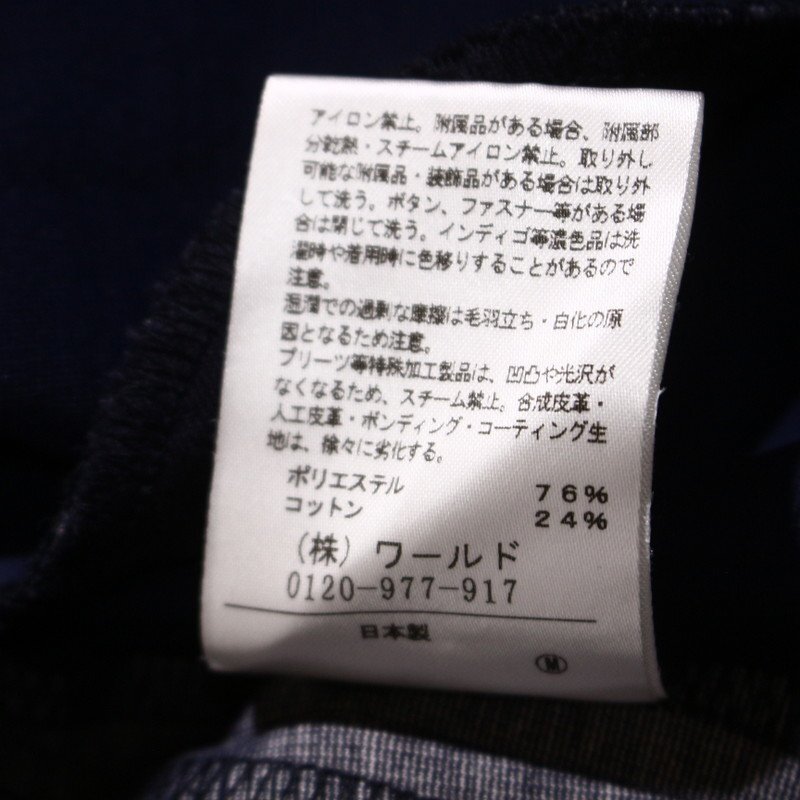 アイロン禁止。附属品がある場合、附属部
分乾熱・スチームアイロン禁止。取り外し
可能な附属品・装飾品がある場合は取り外
して洗う。ボタン、ファスナー等がある場
合は閉じて洗う。インディゴ等濃色品は洗
濯時や着用時に色移りすることがあるので
注意。
湿潤での過剰な摩擦は毛羽立ち・白化の原
因となるため注意。
プリーツ等特殊加工製品は、凹凸や光沢が
なくなるため、スチーム禁止。合成皮革・
人工皮革・ボンディング・コーティング生
地は、徐々に劣化する。
ポリエステル 76%
コットン 24%
(株) ワールド
0120-977-917
日本製
M